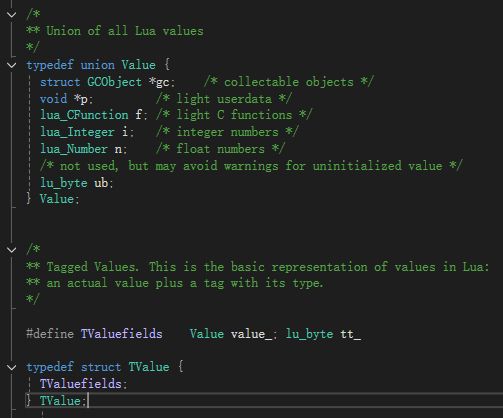 /*
** Union of all Lua values
*/
typedef union Value {
struct GCObject *gc;    /* collectable objects */
void *p;         /* light userdata */
lua_CFunction f; /* light C functions */
lua_Integer i;   /* integer numbers */
lua_Number n;    /* float numbers */
/* not used, but may avoid warnings for uninitialized value */
lu_byte ub;
} Value;
/*
** Tagged Values. This is the basic representation of values in Lua:
** an actual value plus a tag with its type.
*/
#define TValuefields    Value value_; lu_byte tt_
typedef struct TValue {
TValuefields;
} TValue;